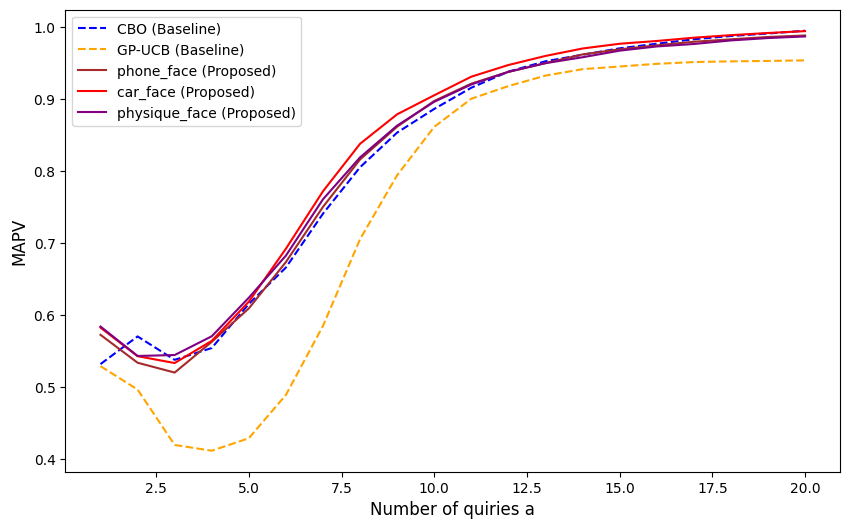 CBO (Baseline)
GP-UCB (Baseline)
phone_face (Proposed)
car_face (Proposed)
physique_face (Proposed)
1.0
0.9
0.8
0.7
0.6
0.5
0.4
MAPV
2.5 5.0 7.5 10.0 12.5 15.0 17.5 20.0
Number of quiries a